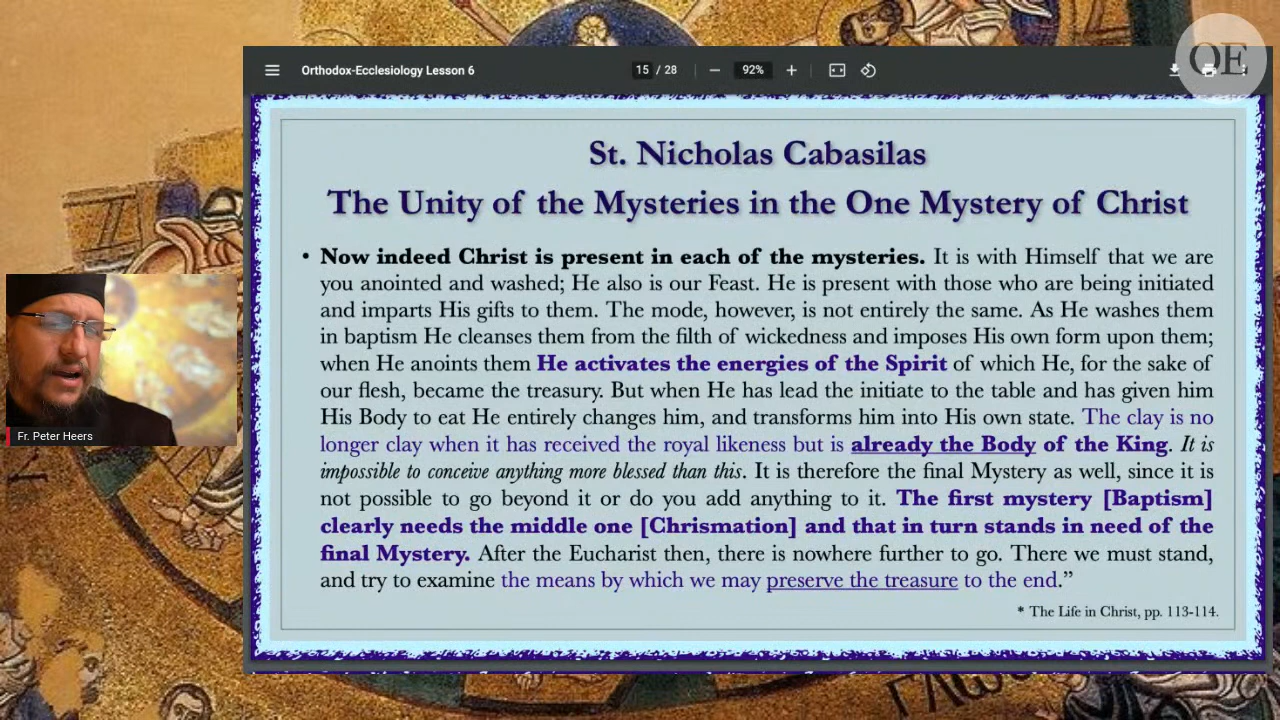 Orthodox-Ecclesiology Lesson 6
15 / 28
92%
OE
St. Nicholas Cabasilas
The Unity of the Mysteries in the One Mystery of Christ
• Now indeed Christ is present in each of the mysteries. It is with Himself that we are
you anointed and washed; He also is our Feast. He is present with those who are being initiated
and imparts His gifts to them. The mode, however, is not entirely the same. As He washes them
in baptism He cleanses them from the filth of wickedness and imposes His own form upon them;
when He anoints them He activates the energies of the Spirit of which He, for the sake of
our flesh, became the treasury. But when He has lead the initiate to the table and has given him
His Body to eat He entirely changes him, and transforms him into His own state. The clay is no
longer clay when it has received the royal likeness but is already the Body of the King. It is
impossible to conceive anything more blessed than this. It is therefore the final Mystery as well, since it is
not possible to go beyond it or do you add anything to it. The first mystery [Baptism]
clearly needs the middle one [Chrismation] and that in turn stands in need of the
final Mystery. After the Eucharist then, there is nowhere further to go. There we must stand,
and try to examine the means by which we may preserve the treasure to the end.”
* The Life in Christ, pp. 113-114.
Fr. Peter Heers